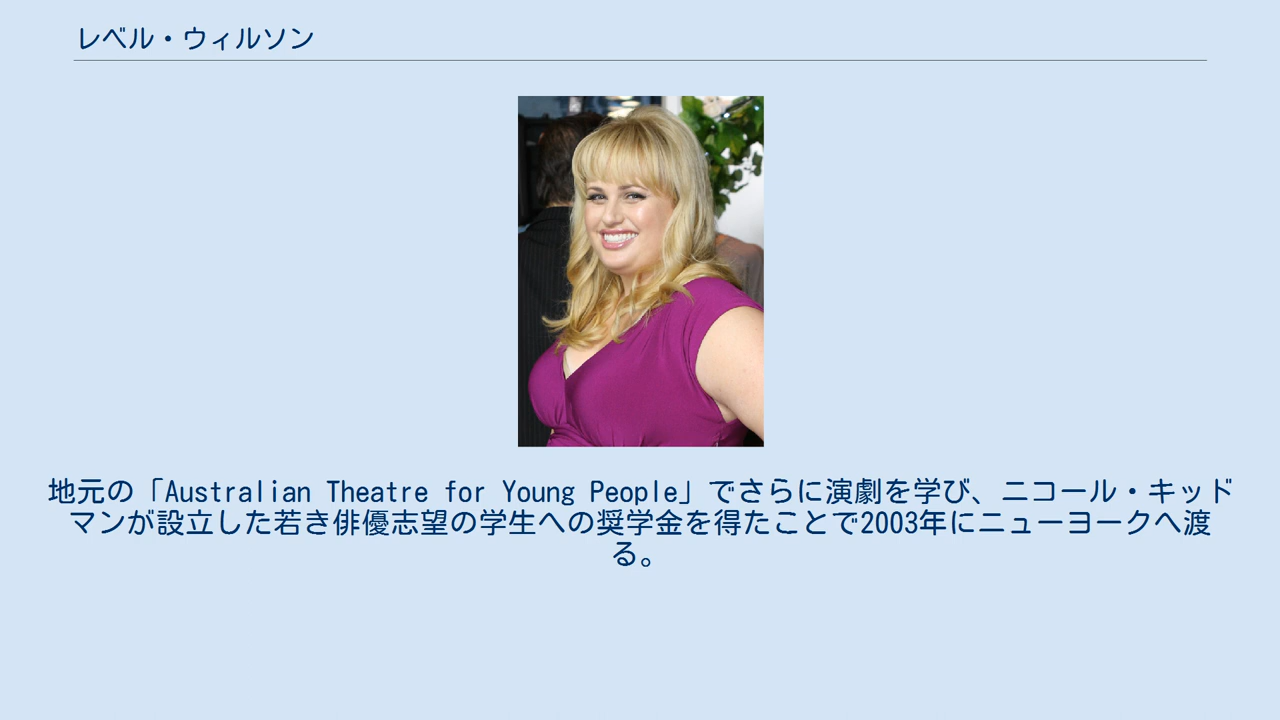 レベル・ウィルソン
地元の「Australian Theatre for Young People」でさらに演劇を学び、ニコール・キッド
マンが設立した若き俳優志望の学生への奨学金を得たことで2003年にニューヨークへ渡
る。